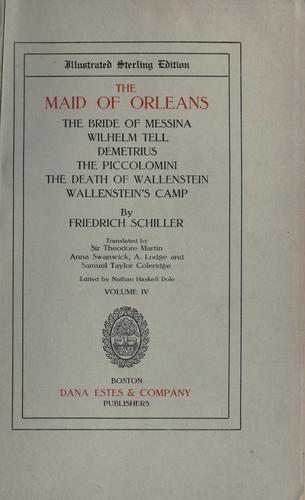 Illustrated Sterling Edition
THE
MAID OF ORLEANS
THE BRIDE OF MESSINA
WILHELM TELL
DEMETRIUS
THE PICCOLOMINI
THE DEATH OF WALLENSTEIN
WALLENSTEIN'S CAMP
By
FRIEDRICH SCHILLER
Translated by
Sir Theodore Martin
Anna Swanwick, A. Lodge and
Samuel Taylor Coleridge
Edited by Nathan Haskell Dole
VOLUME IV
BOSTON
DANA ESTES & COMPANY
PUBLISHERS